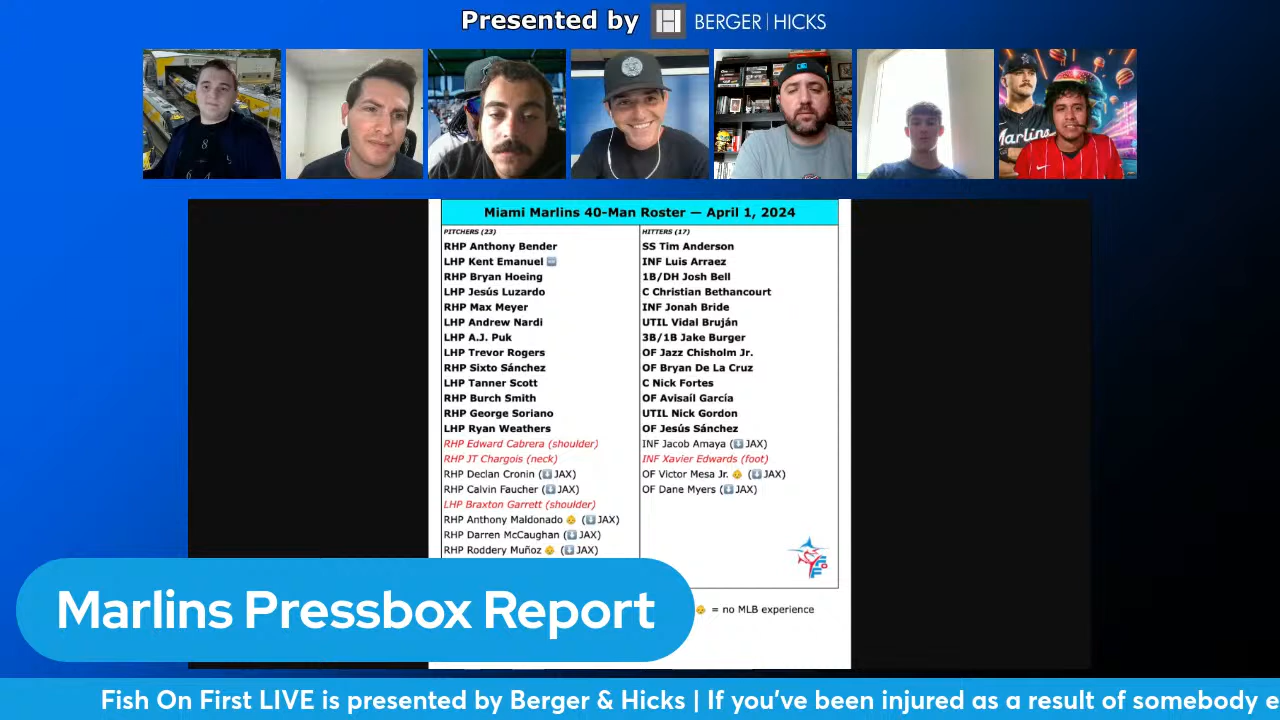 Presented by BERGER | HICKS
Marlins
Miami Marlins 40-Man Roster — April 1, 2024
PITCHERS (23)
RHP Anthony Bender
LHP Kent Emanuel
RHP Bryan Hoeing
LHP Jesús Luzardo
RHP Max Meyer
LHP Andrew Nardi
LHP A.J. Puk
LHP Trevor Rogers
RHP Sixto Sánchez
LHP Tanner Scott
RHP Burch Smith
RHP George Soriano
LHP Ryan Weathers
RHP Edward Cabrera (shoulder)
RHP JT Chargois (neck)
RHP Declan Cronin (⬇️JAX)
RHP Calvin Faucher (⬇️JAX)
LHP Braxton Garrett (shoulder)
RHP Anthony Maldonado 👶 (⬇️JAX)
RHP Darren McCaughan (⬇️JAX)
RHP Roddery Muñoz 👶 (⬇️JAX)
HITTERS (17)
SS Tim Anderson
INF Luis Arraez
1B/DH Josh Bell
C Christian Bethancourt
INF Jonah Bride
UTIL Vidal Bruján
3B/1B Jake Burger
OF Jazz Chisholm Jr.
OF Bryan De La Cruz
C Nick Fortes
OF Avisaíl García
UTIL Nick Gordon
OF Jesús Sánchez
INF Jacob Amaya (⬇️JAX)
INF Xavier Edwards (foot)
OF Victor Mesa Jr. 👶 (⬇️JAX)
OF Dane Myers (⬇️JAX)
👶 = no MLB experience
Marlins Pressbox Report
Fish On First LIVE is presented by Berger & Hicks | If you've been injured as a result of somebody e